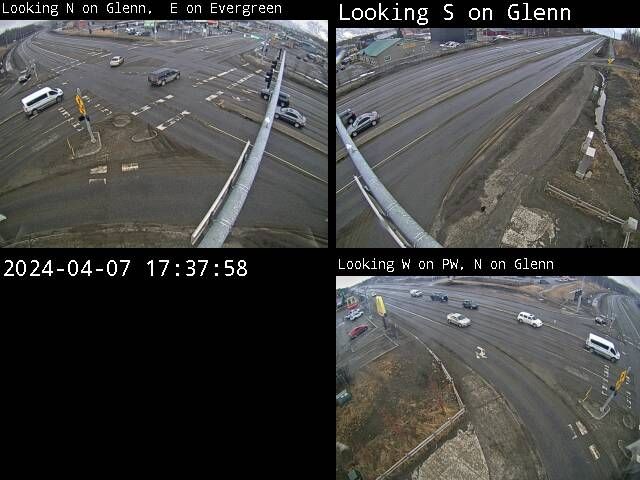 Looking N on Glenn,  E on Evergreen
Looking S on Glenn
2024-04-07 17:37:58
Looking W on PW, N on Glenn